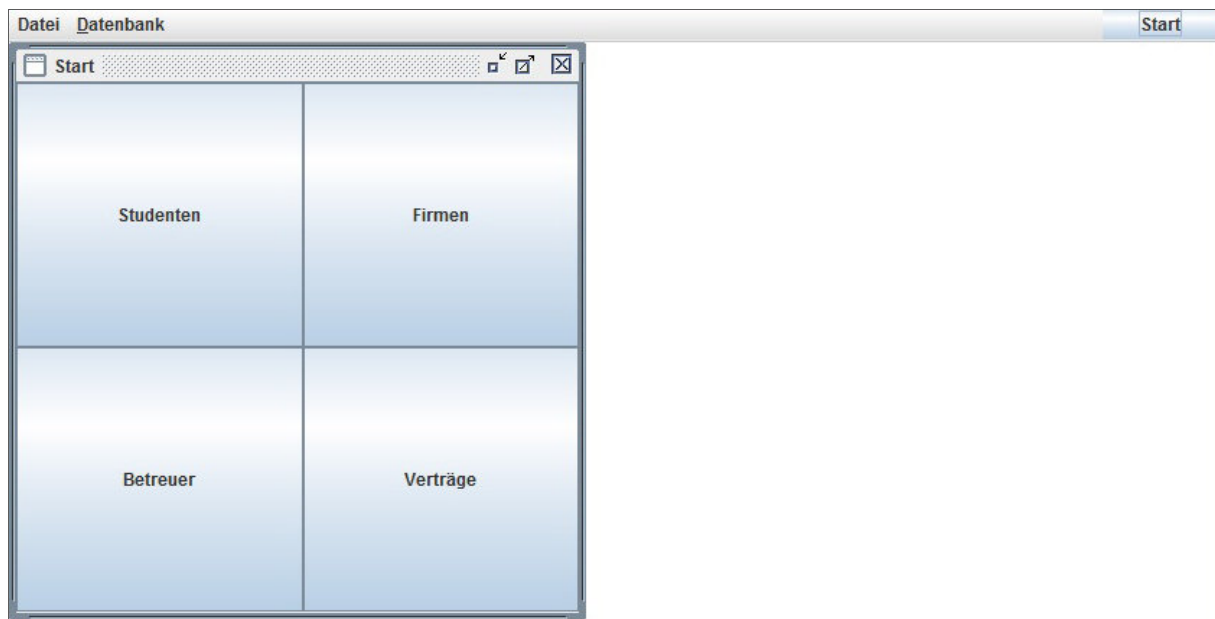 Datei Datenbank Start
Start
Studenten Firmen
Betreuer Verträge